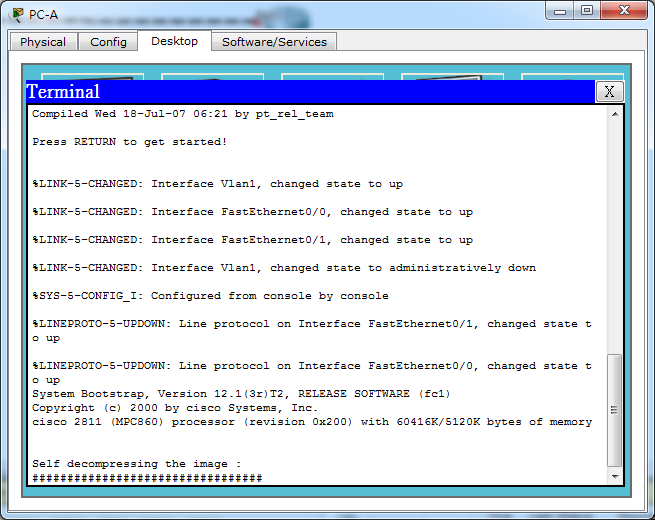 PC-A
Physical Config Desktop Software/Services
Terminal X
Compiled Wed 18-Jul-07 06:21 by pt_rel_team
Press RETURN to get started!
%LINK-5-CHANGED: Interface Vlan1, changed state to up
%LINK-5-CHANGED: Interface FastEthernet0/0, changed state to up
%LINK-5-CHANGED: Interface FastEthernet0/1, changed state to up
%LINK-5-CHANGED: Interface Vlan1, changed state to administratively down
%SYS-5-CONFIG_I: Configured from console by console
%LINEPROTO-5-UPDOWN: Line protocol on Interface FastEthernet0/1, changed state t
o up
%LINEPROTO-5-UPDOWN: Line protocol on Interface FastEthernet0/0, changed state t
o up
System Bootstrap, Version 12.1(3r)T2, RELEASE SOFTWARE (fc1)
Copyright (c) 2000 by cisco Systems, Inc.
cisco 2811 (MPC860) processor (revision 0x200) with 60416K/5120K bytes of memory
Self decompressing the image :
#################################